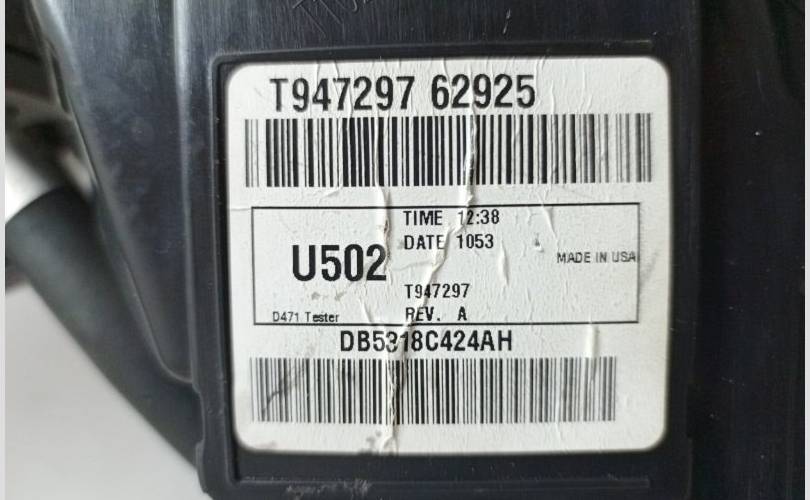 T947297 62925
TIME 12:38
DATE 1053
U502
MADE IN USA
T947297
D471 Tester
REV. A
DB5318C424AH